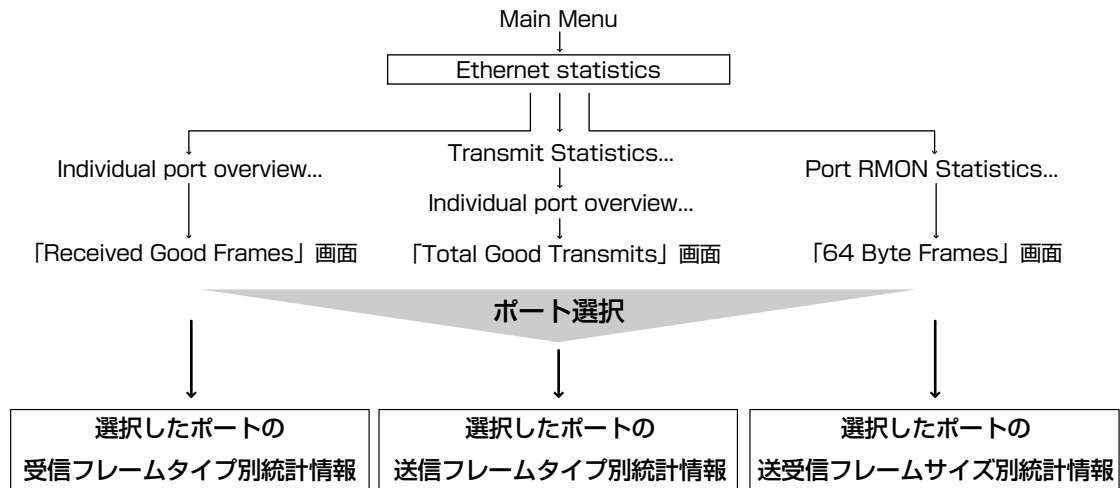 Main Menu
Ethernet statistics
Individual port overview...
Transmit Statistics...
Port RMON Statistics...
Individual port overview...
「Received Good Frames」画面
「Total Good Transmits」画面
「64 Byte Frames」画面
ポート選択
選択したポートの
受信フレームタイプ別統計情報
選択したポートの
送信フレームタイプ別統計情報
選択したポートの
送受信フレームサイズ別統計情報